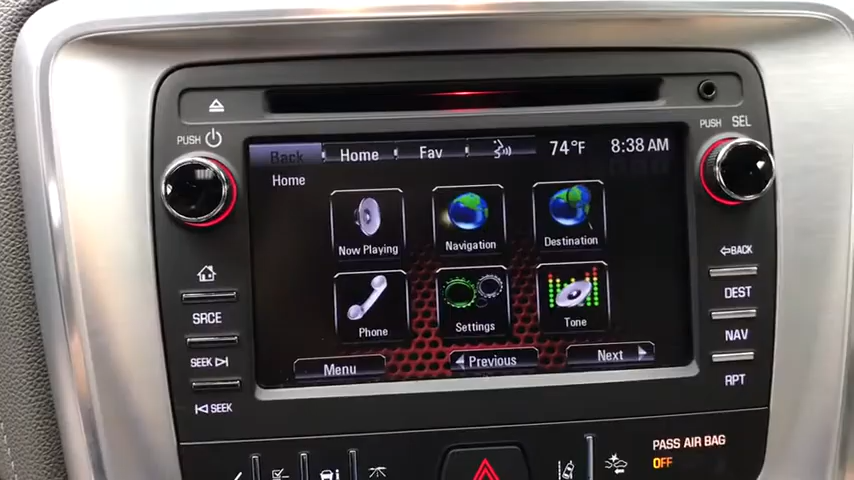 PUSH
PUSH SEL
Back Home Fav 74°F 8:38 AM
Home
Now Playing Navigation Destination
Phone Settings Tone
Menu Previous Next
SRCE
SEEK
SEEK
BACK
DEST
NAV
RPT
PASS AIR BAG
OFF